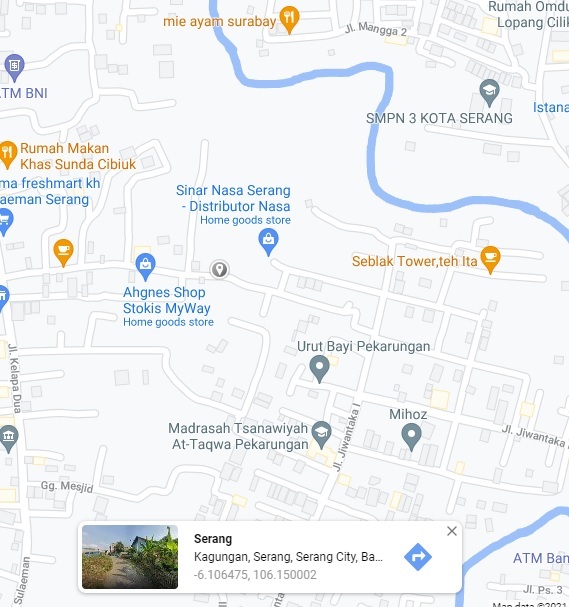 mie ayam surabay
Jl. Mangga 2
Rumah Omdu
Lopang Cilik
TM BNI
SMPN 3 KOTA SERANG
Istana
Rumah Makan
Khas Sunda Cibiuk
ma freshmart kh
aeman Serang
Sinar Nasa Serang
- Distributor Nasa
Home goods store
Seblak Tower,teh Ita
Ahgnes Shop
Stokis MyWay
Home goods store
Urut Bayi Pekarungan
Jl. Kelapa Dua
Mihoz
Madrasah Tsanawiyah
At-Taqwa Pekarungan
Jl. Jiwantaka I
Jl. Jiwantaka
Gg. Mesjid
Sulaeman
Serang
Kagungan, Serang, Serang City, Ba...
-6.106475, 106.150002
ATM Ban
Jl. Ps. 3
Map data ©2021